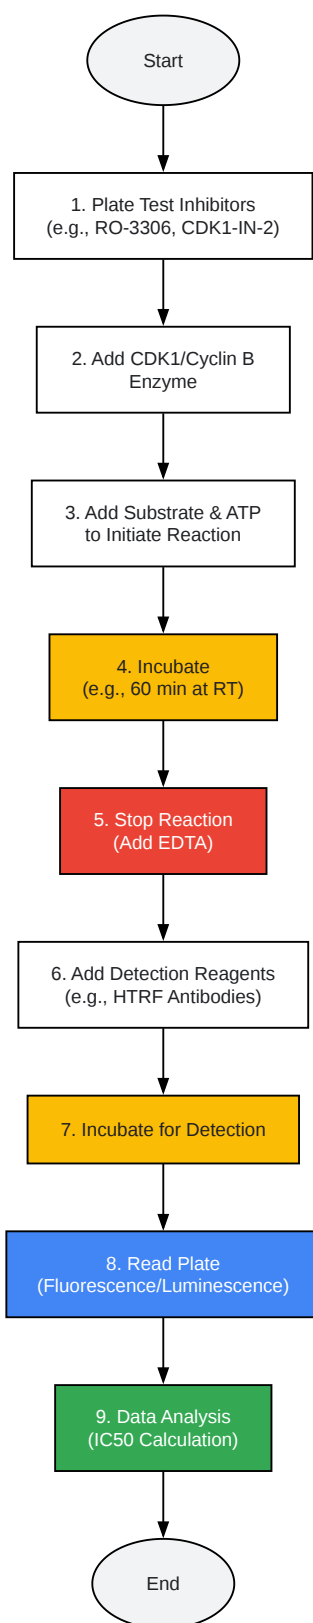 Start
1. Plate Test Inhibitors
(e.g., RO-3306, CDK1-IN-2)
2. Add CDK1/Cyclin B
Enzyme
3. Add Substrate & ATP
to Initiate Reaction
4. Incubate
(e.g., 60 min at RT)
5. Stop Reaction
(Add EDTA)
6. Add Detection Reagents
(e.g., HTRF Antibodies)
7. Incubate for Detection
8. Read Plate
(Fluorescence/Luminescence)
9. Data Analysis
(IC50 Calculation)
End